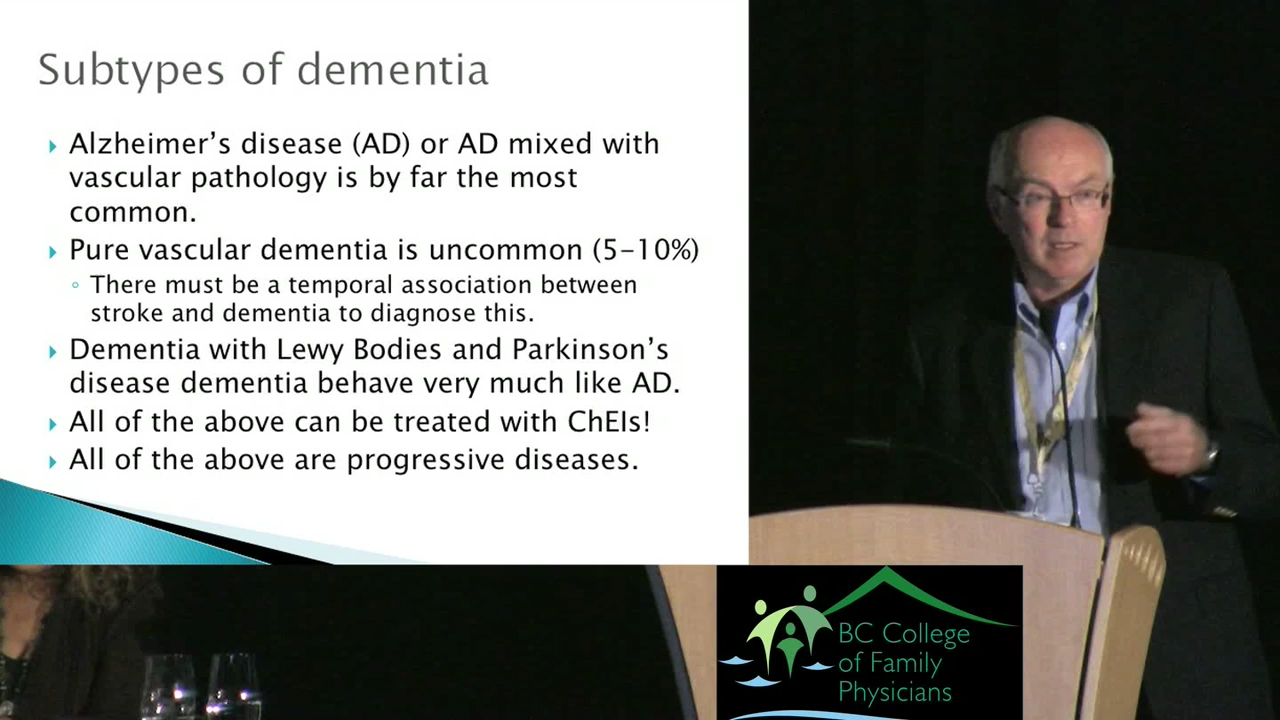 Subtypes of dementia
Alzheimer's disease (AD) or AD mixed with
vascular pathology is by far the most
common.
Pure vascular dementia is uncommon (5-10%)
There must be a temporal association between
stroke and dementia to diagnose this.
Dementia with Lewy Bodies and Parkinson's
disease dementia behave very much like AD.
All of the above can be treated with ChEIs!
All of the above are progressive diseases.
BC College
of Family
Physicians